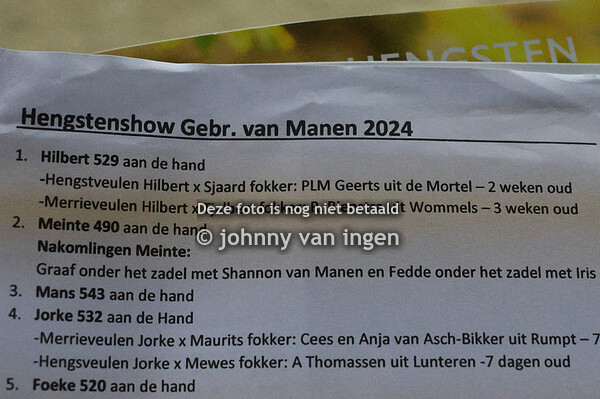 HENGSTEN
Hengstenshow Gebr. van Manen 2024
1. Hilbert 529 aan de hand
-Hengstveulen Hilbert x Sjaard fokker: PLM Geerts uit de Mortel – 2 weken oud
-Merrieveulen Hilbert x fokker: uit Wommels – 3 weken oud
Deze foto is nog niet betaald
2. Meinte 490 aan de hand
© johnny van ingen
Nakomlingen Meinte:
Graaf onder het zadel met Shannon van Manen en Fedde onder het zadel met Iris
3. Mans 543 aan de hand
4. Jorke 532 aan de Hand
-Merrieveulen Jorke x Maurits fokker: Cees en Anja van Asch-Bikker uit Rumpt – 7
-Hengsveulen Jorke x Mewes fokker: A Thomassen uit Lunteren -7 dagen oud
5. Foeke 520 aan de hand